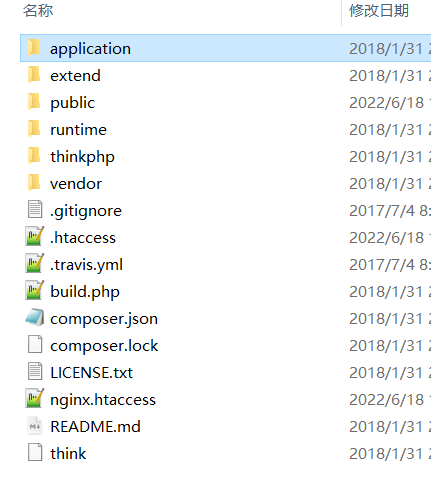 名称 修改日期
application 2018/1/31 2
extend 2018/1/31 2
public 2022/6/18 1
runtime 2018/1/31 2
thinkphp 2018/1/31 2
vendor 2018/1/31 2
.gitignore 2017/7/4 8:
.htaccess 2022/6/18 1
.travis.yml 2017/7/4 8:
build.php 2018/1/31 2
composer.json 2018/1/31 2
composer.lock 2018/1/31 2
LICENSE.txt 2018/1/31 2
nginx.htaccess 2022/6/18 1
README.md 2018/1/31 2
think 2018/1/31 2